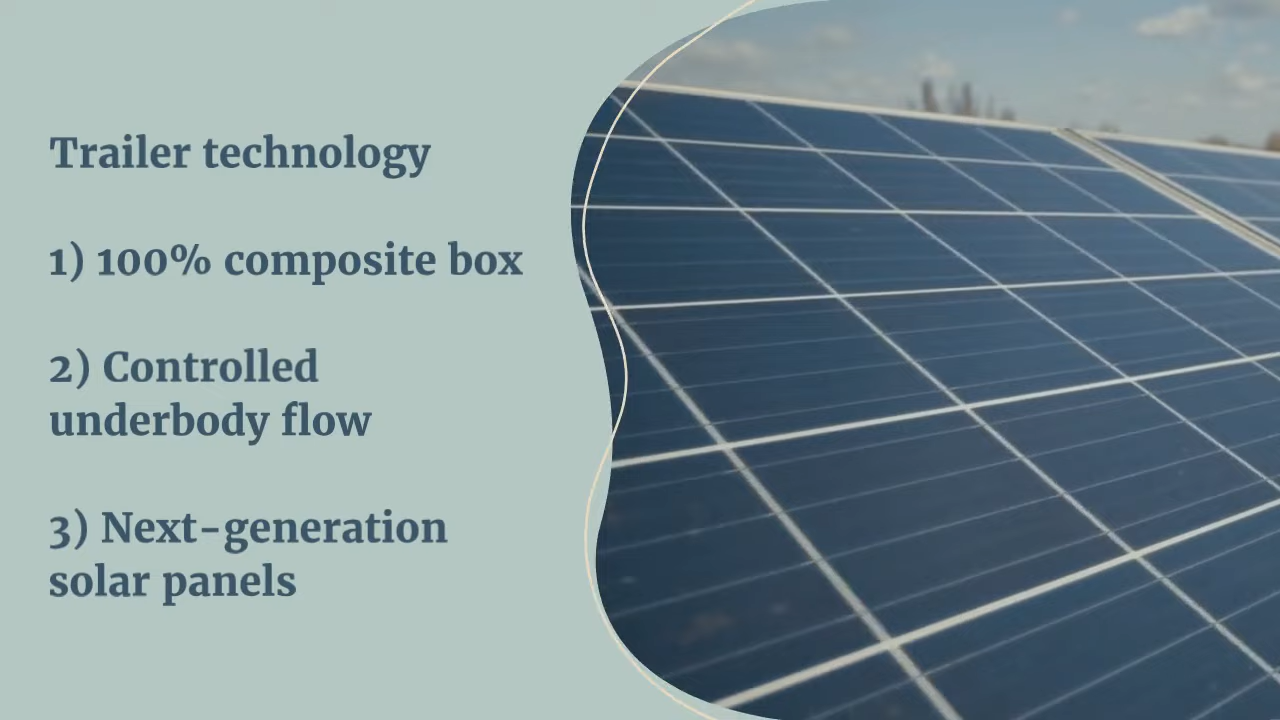 Trailer technology
1) 100% composite box
2) Controlled
underbody flow
3) Next-generation
solar panels